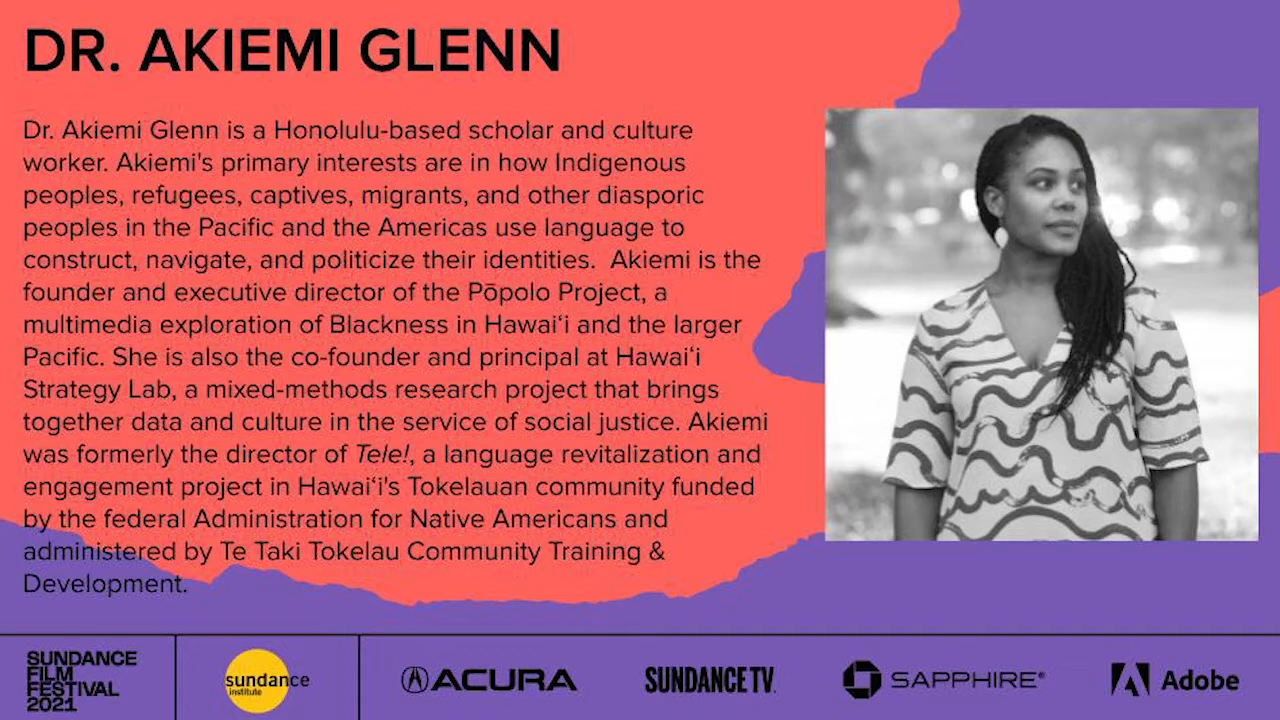 DR. AKIEMI GLENN
Dr. Akiemi Glenn is a Honolulu-based scholar and culture
worker. Akiemi's primary interests are in how Indigenous
peoples, refugees, captives, migrants, and other diasporic
peoples in the Pacific and the Americas use language to
construct, navigate, and politicize their identities.  Akiemi is the
founder and executive director of the Pōpolo Project, a
multimedia exploration of Blackness in Hawaiʻi and the larger
Pacific. She is also the co-founder and principal at Hawaiʻi
Strategy Lab, a mixed-methods research project that brings
together data and culture in the service of social justice. Akiemi
was formerly the director of Tele!, a language revitalization and
engagement project in Hawaiʻi's Tokelauan community funded
by the federal Administration for Native Americans and
administered by Te Taki Tokelau Community Training &
Development.
SUNDANCE
FILM
FESTIVAL
2021
sundance
institute
ACURA
SUNDANCE TV
SAPPHIRE®
Adobe